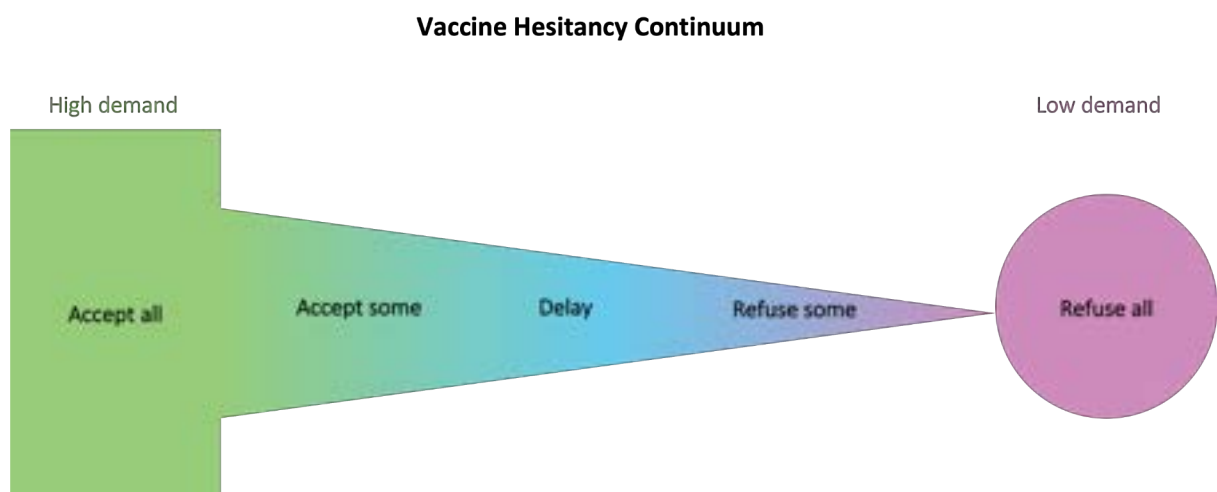 Vaccine Hesitancy Continuum
High demand
Low demand
Accept all
Accept some
Delay
Refuse some
Refuse all